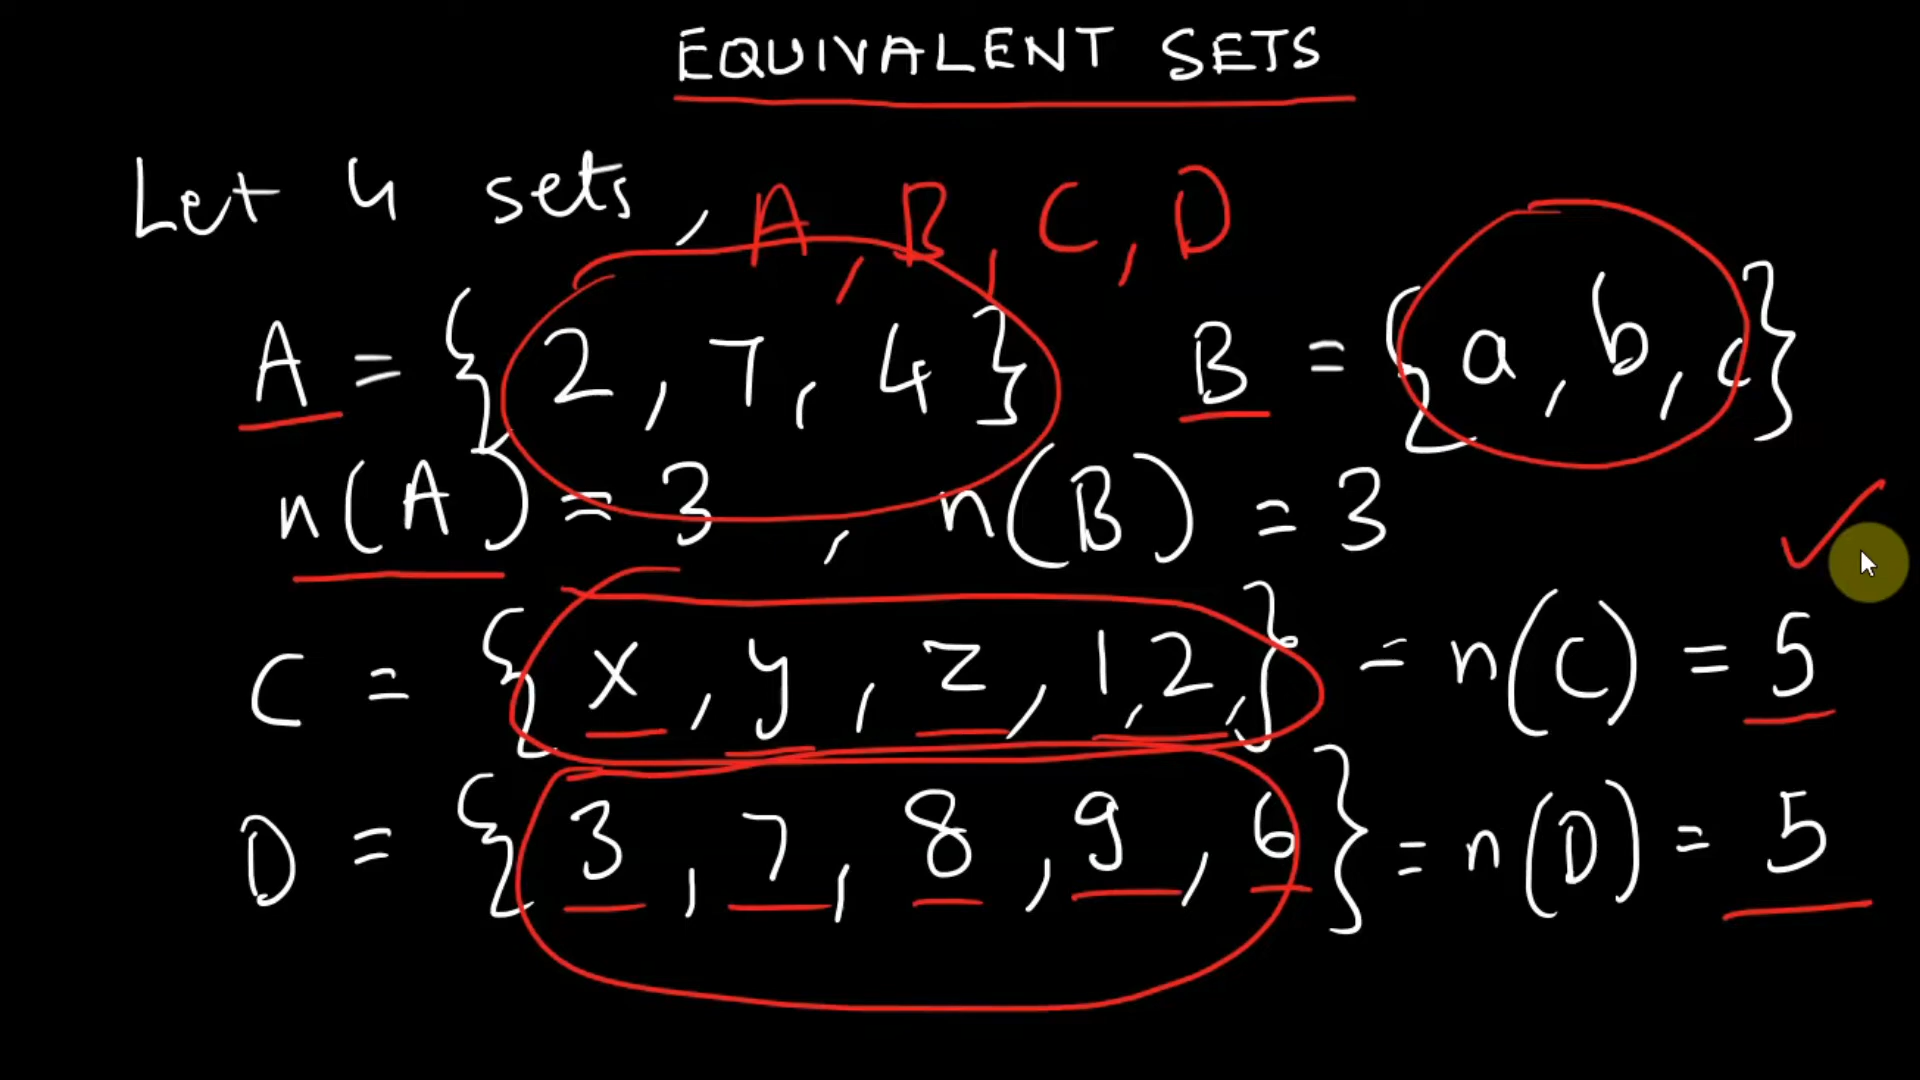 EQUIVALENT SETS
Let 4 sets, A, B, C, D
A = {2, 7, 4} B = {a, b, c}
n(A) = 3, n(B) = 3
C = {x, y, z, 1, 2,} = n(C) = 5
D = {3, 7, 8, 9, 6} = n(D) = 5